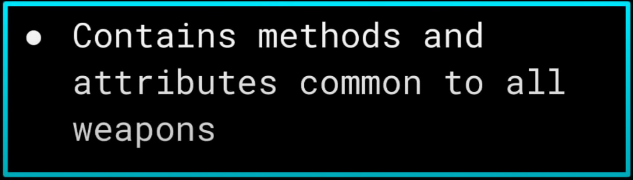 ● Contains methods and
attributes common to all
weapons